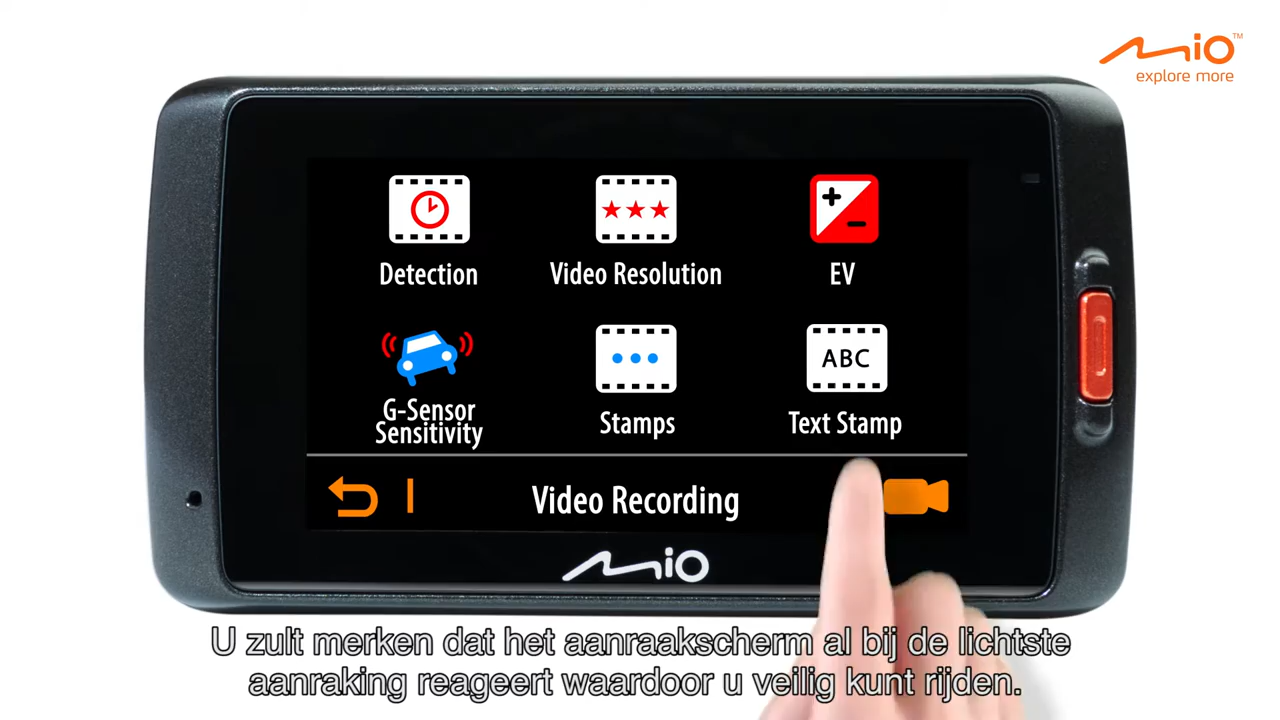 MiO™
explore more
Detection
Video Resolution
EV
G-Sensor
Sensitivity
Stamps
ABC
Text Stamp
Video Recording
MiO
U zult merken dat het aanraakscherm al bij de lichtste
aanraking reageert waardoor u veilig kunt rijden.